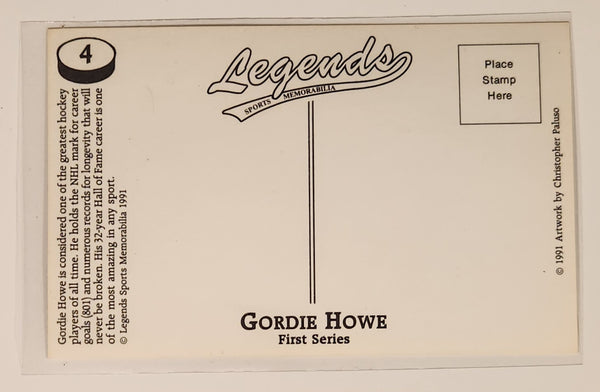 4
Gordie Howe is considered one of the greatest hockey
players of all time. He holds the NHL mark for career
goals (801) and numerous records for longevity that will
never be broken. His 32-year Hall of Fame career is one
of the most amazing in any sport.
© Legends Sports Memorabilia 1991
Legends
SPORTS MEMORABILIA
Place
Stamp
Here
© 1991 Artwork by Christopher Paluso
GORDIE HOWE
First Series